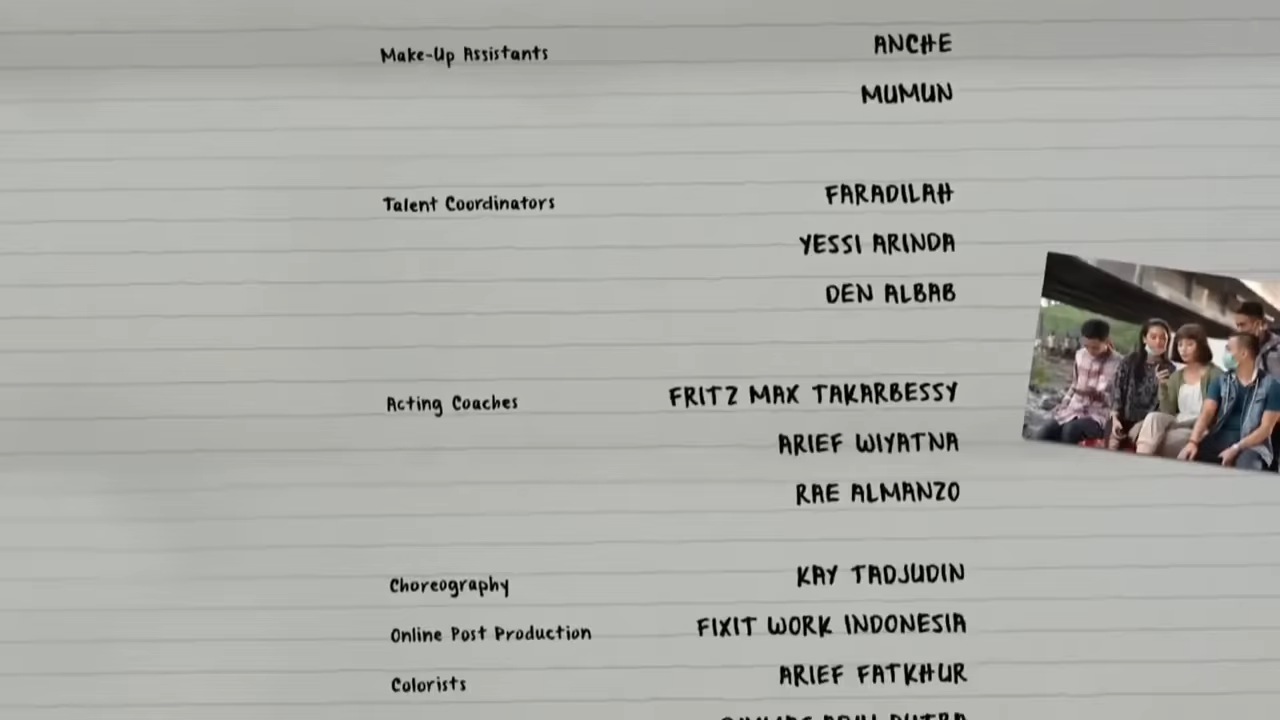 Make-Up Assistants ANCHE
MUMUN
Talent Coordinators FARADILAH
YESSI ARINDA
DEN ALBAB
Acting Coaches FRITZ MAX TAKARBESSY
ARIEF WIYATNA
RAE ALMANZO
Choreography KAY TADJUDIN
Online Post Production FIXIT WORK INDONESIA
Colorists ARIEF FATKHUR